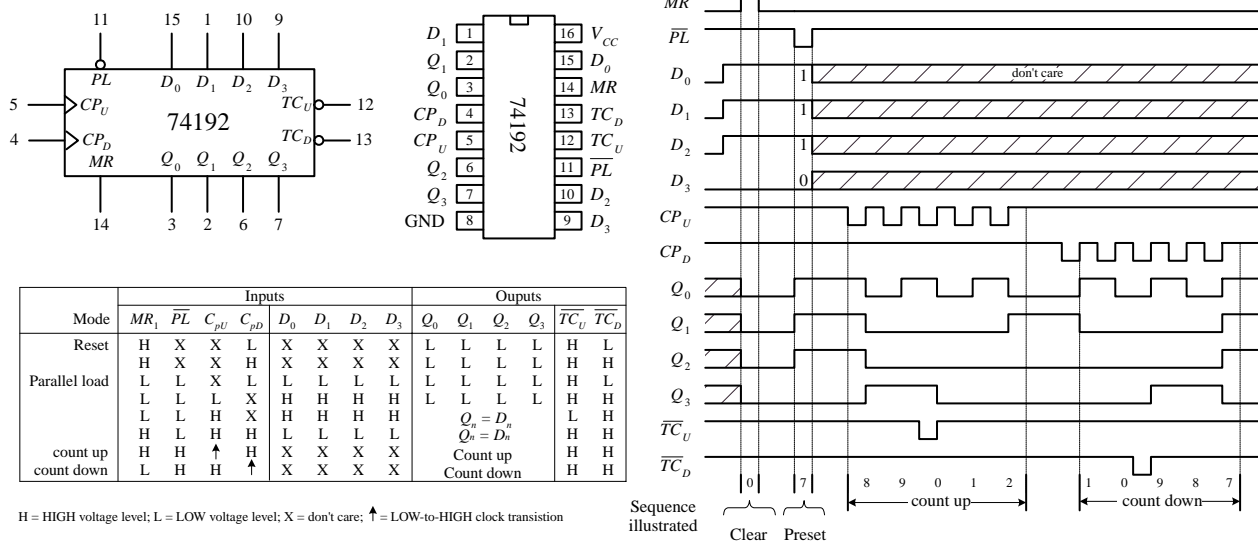 11 15 1 10 9
PL D0 D1 D2 D3
5 CPU TCU 12
74192
4 CPD TCD 13
MR Q0 Q1 Q2 Q3
14 3 2 6 7
D1 1 16 VCC
Q1 2 15 D0
Q0 3 14 MR
CPD 4 13 TCD
CPU 5 12 TCU
Q2 6 11 PL
Q3 7 10 D2
GND 8 9 D3
74192
Inputs Ouputs
Mode MR1 PL CpU CpD D0 D1 D2 D3 Q0 Q1 Q2 Q3 TCU TCD
Reset H X X L X X X X L L L L H L
H X X H X X X X L L L L H H
Parallel load L L X L L L L L L L L L H L
L L L X H H H H L L L L H H
L L H X H H H H Qn = Dn L H
H L H H L L L L Qn = Dn H H
count up H H ↑ H X X X X Count up H H
count down L H H ↑ X X X X Count down H H
H = HIGH voltage level; L = LOW voltage level; X = don't care; ↑ = LOW-to-HIGH clock transistion
MR
PL
D0 1 don't care
D1 1
D2 1
D3 0
CPU
CPD
Q0
Q1
Q2
Q3
TCU
TCD
0 7 8 9 0 1 2 1 0 9 8 7
Sequence illustrated
count up count down
Clear Preset